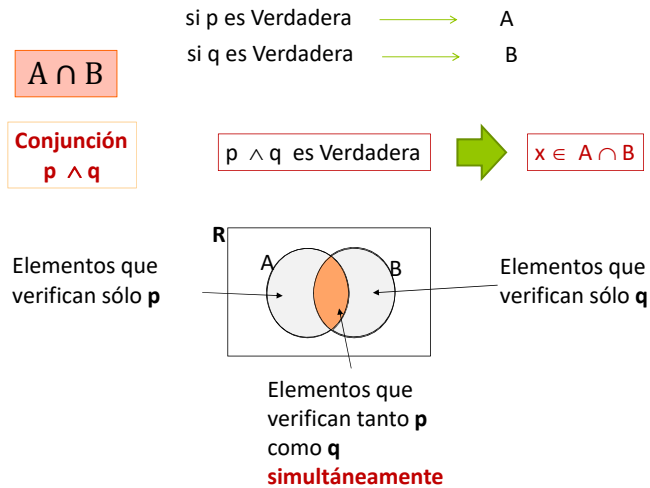 si p es Verdadera A
si q es Verdadera B
A ∩ B
Conjunción
p ∧ q
p ∧ q es Verdadera
x ∈ A ∩ B
R
A
B
Elementos que
verifican sólo p
Elementos que
verifican sólo q
Elementos que
verifican tanto p
como q
simultáneamente